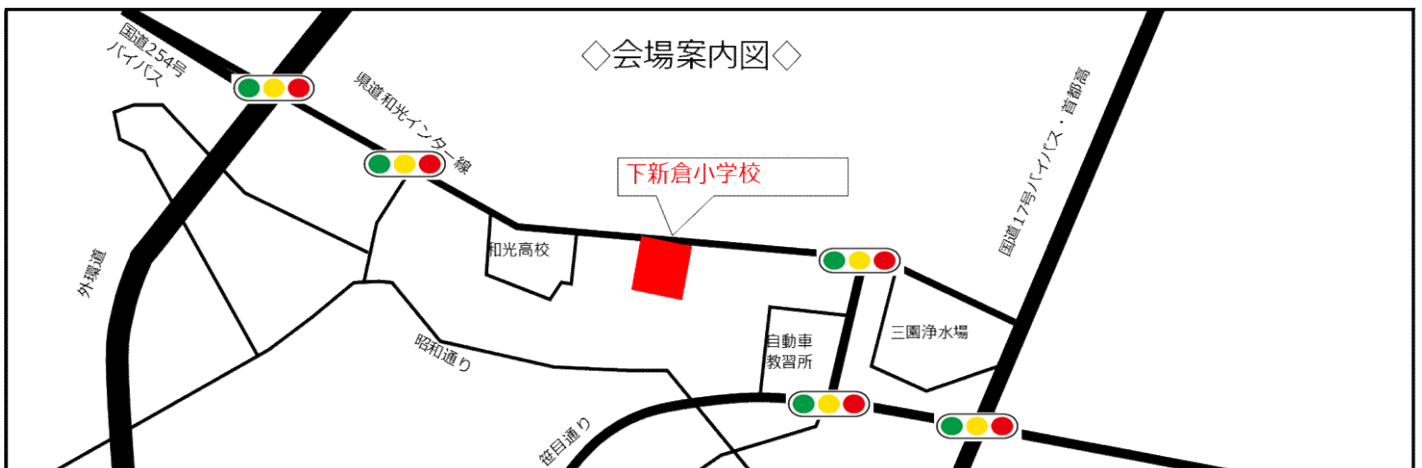 ◇会場案内図◇
国道254号
バイパス
県道和光インター線
国道17号バイパス・首都高
下新倉小学校
和光高校
外環道
三園浄水場
自動車
教習所
昭和通り
笹目通り